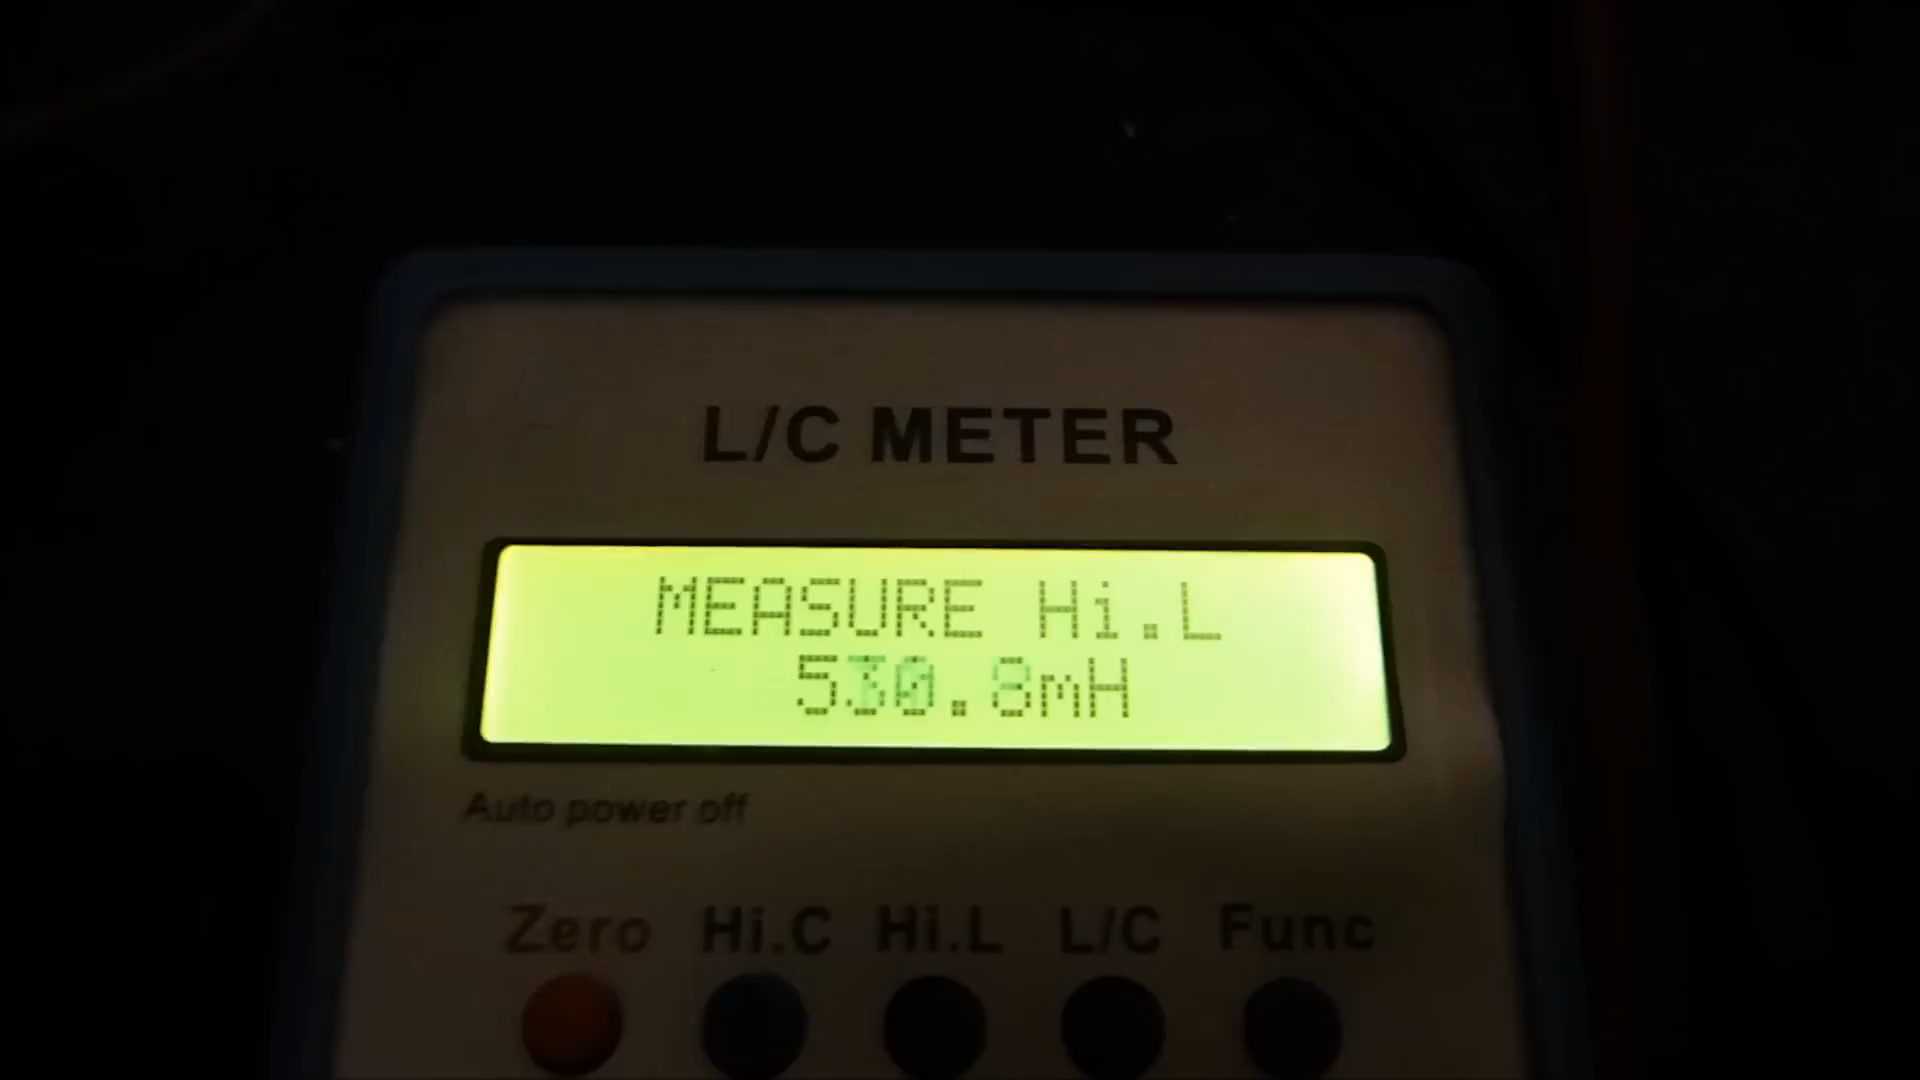 L/C METER
MEASURE Hi.L
530.8mH
Auto power off
Zero Hi.C Hi.L L/C Func